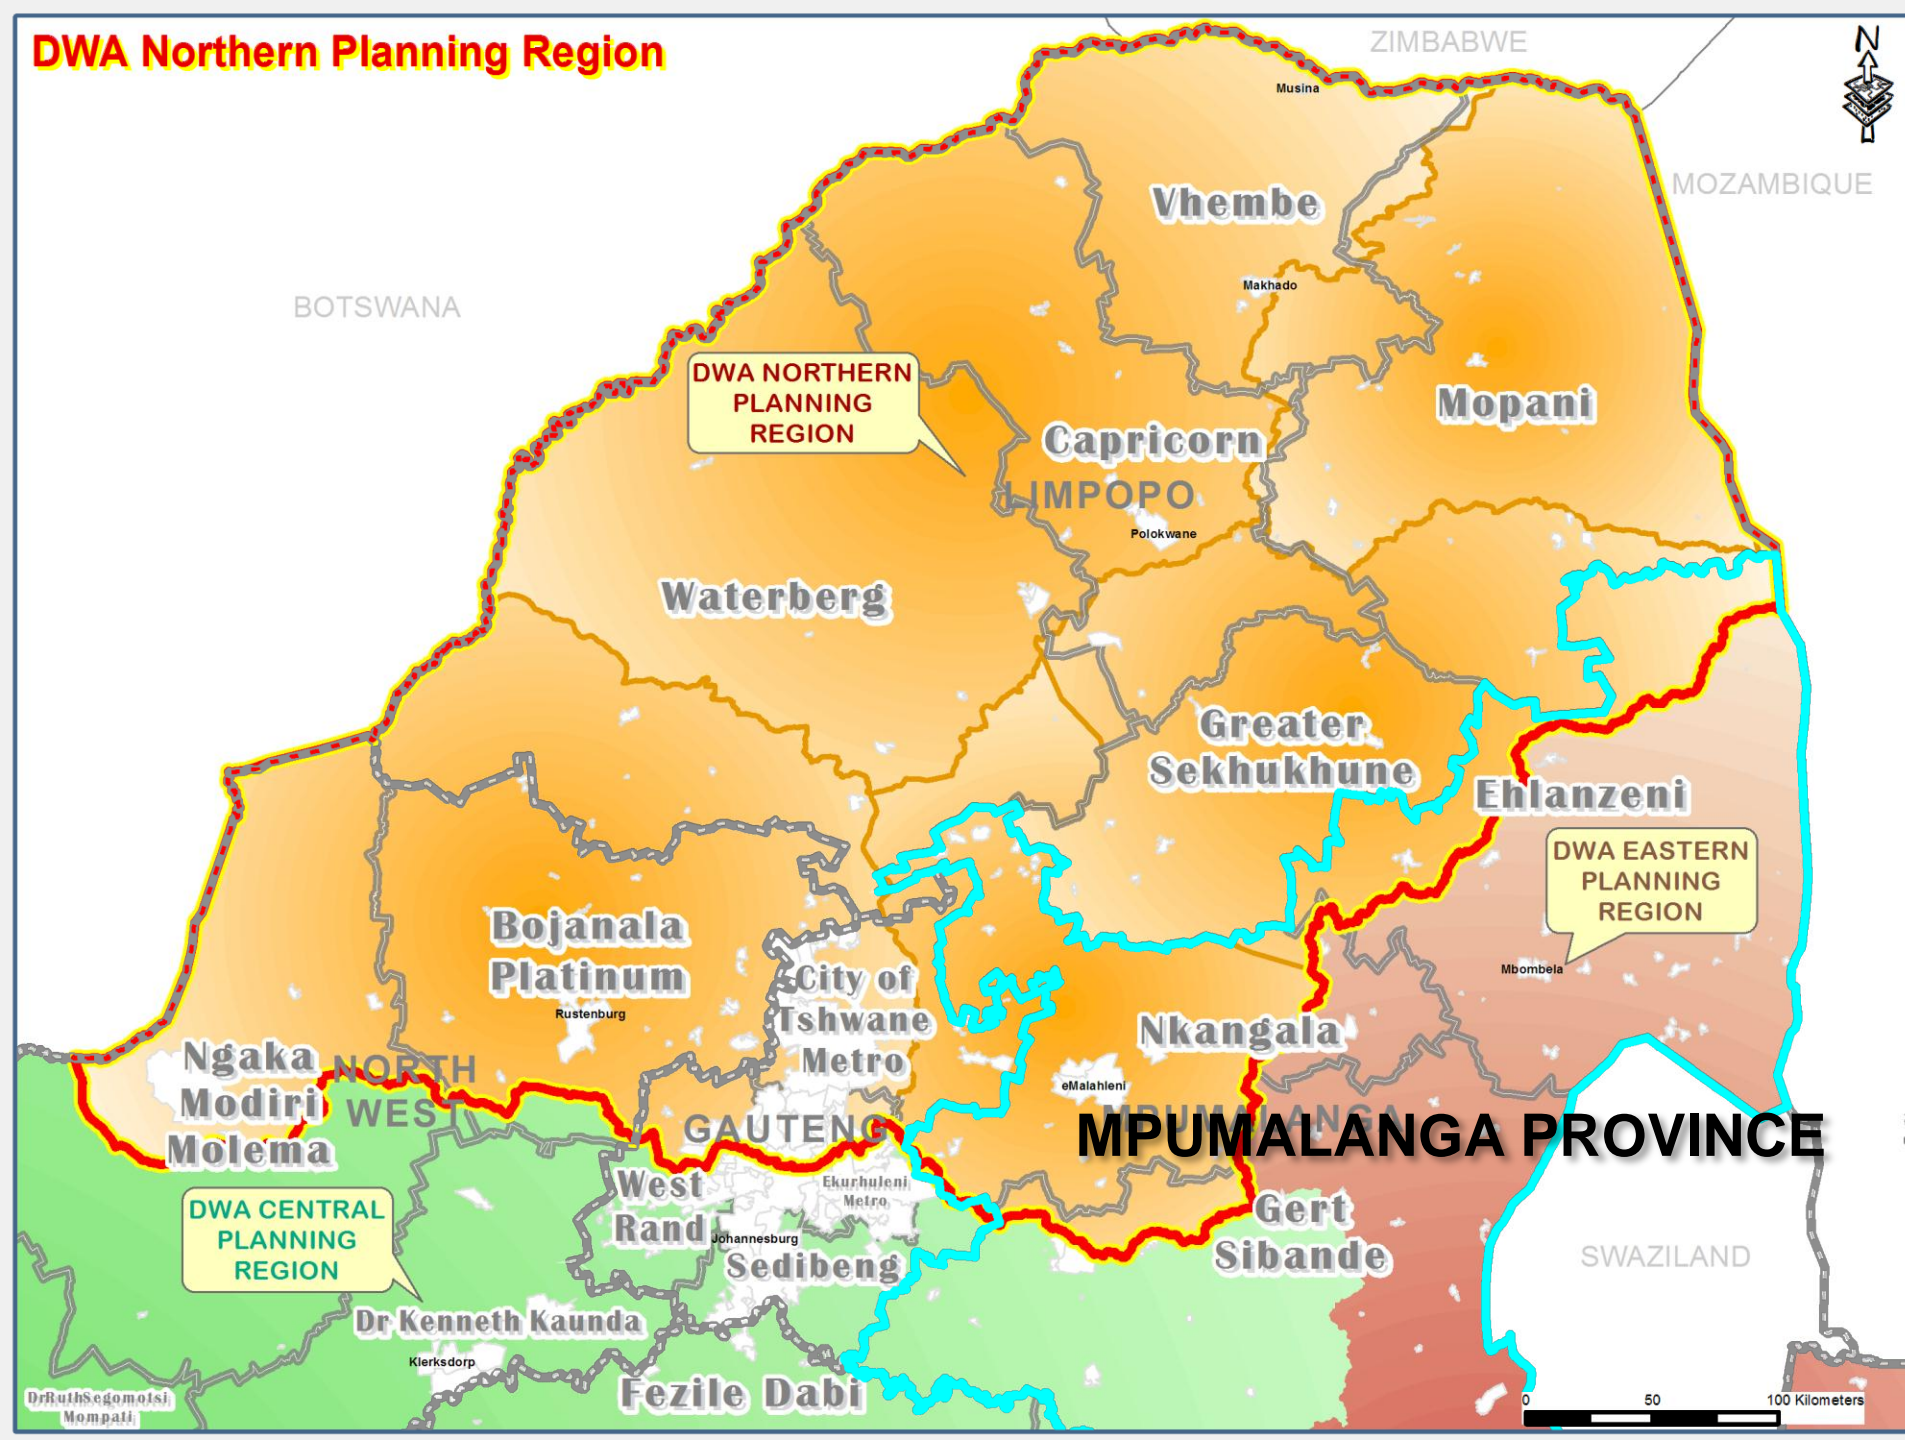 DWA Northern Planning Region
ZIMBABWE
N
Musina
MOZAMBIQUE
Vhembe
BOTSWANA
Makhado
DWA NORTHERN
PLANNING
REGION
Mopani
Capricorn
LIMPOPO
Polokwane
Waterberg
Greater
Sekhukhune
Ehlanzeni
DWA EASTERN
PLANNING
REGION
Bojanala
Platinum
Rustenburg
City of
Tshwane
Metro
Mbombela
Nkangala
eMalahleni
Ngaka
Modiri
Molema
NORTH
WEST
GAUTENG
MPUMALANGA
MPUMALANGA PROVINCE
West
Rand
Ekurhuleni
Metro
DWA CENTRAL
PLANNING
REGION
Johannesburg
Sedibeng
Gert
Sibande
SWAZILAND
Dr Kenneth Kaunda
Klerksdorp
Fezile Dabi
DrRuthSegomotsi
Mompati
0 50 100 Kilometers